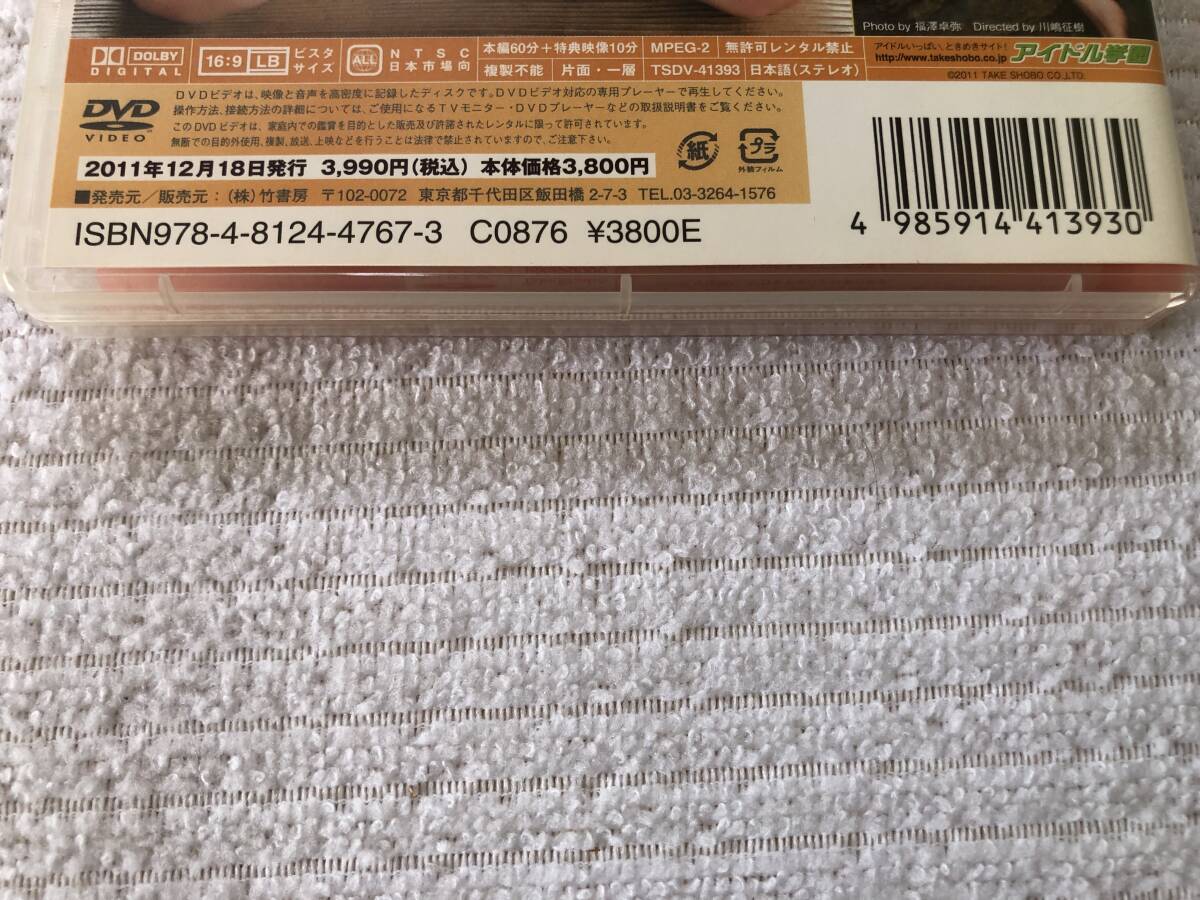 Photo by 福澤卓弥 Directed by 川嶋征樹
DOLBY DIGITAL
16:9 LB
ビスタサイズ
ALL
NTSC 日本市場向
本編60分+特典映像10分 MPEG-2 無許可レンタル禁止
複製不能 片面・一層 TSDV-41393 日本語(ステレオ)
アイドルいっぱい、ときめきサイト!
http://www.takeshobo.co.jp アイドル学園
©2011 TAKE SHOBO CO.,LTD.
DVD VIDEO
DVDビデオは、映像と音声を高密度に記録したディスクです。DVDビデオ対応の専用プレーヤーで再生してください。
操作方法、接続方法の詳細については、ご使用になるTVモニター・DVDプレーヤーなどの取扱説明書をご覧ください。
このDVDビデオは、家庭内での鑑賞を目的とした販売及び許諾されたレンタルに限って許可されています。
無断での目的外使用、複製、放送、上映などを行うことは法律で禁止されていますので、ご注意下さい。
2011年12月18日発行 3,990円(税込) 本体価格3,800円
紙
プラ
外装フィルム
■発売元/販売元:(株)竹書房 〒102-0072 東京都千代田区飯田橋2-7-3 TEL.03-3264-1576
ISBN978-4-8124-4767-3 C0876 ¥3800E
4 985914 413930